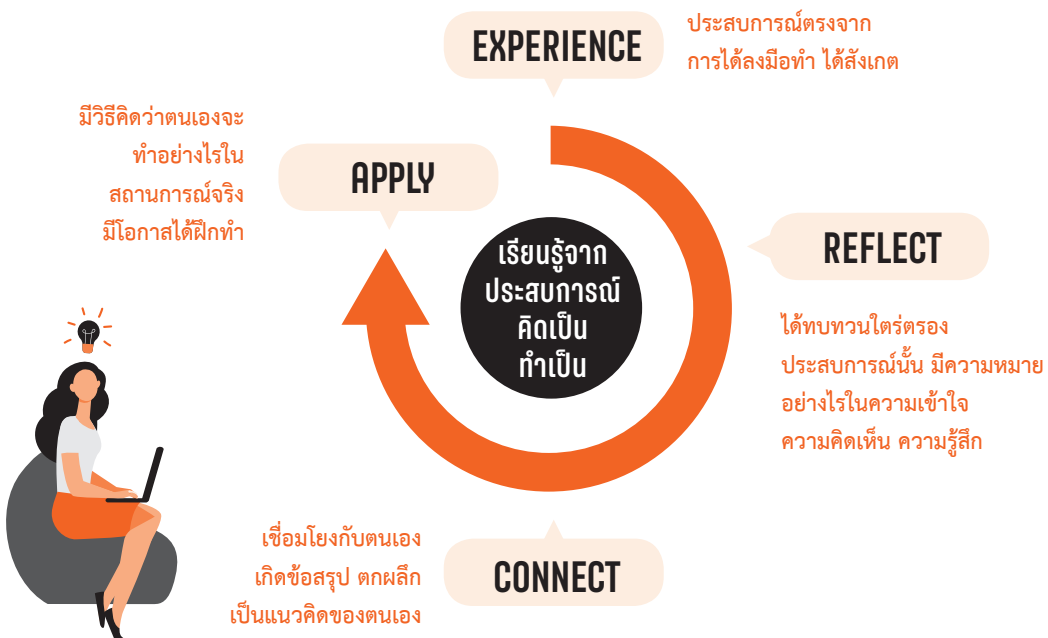 EXPERIENCE
ประสบการณ์ตรงจาก
การได้ลงมือทำ ได้สังเกต
REFLECT
ได้ทบทวนใตร่ตรอง
ประสบการณ์นั้น มีความหมาย
อย่างไรในความเข้าใจ
ความคิดเห็น ความรู้สึก
CONNECT
เชื่อมโยงกับตนเอง
เกิดข้อสรุป ตกผลึก
เป็นแนวคิดของตนเอง
APPLY
มีวิธีคิดว่าตนเองจะ
ทำอย่างไรใน
สถานการณ์จริง
มีโอกาสได้ฝึกทำ
เรียนรู้จาก
ประสบการณ์
คิดเป็น
ทำเป็น